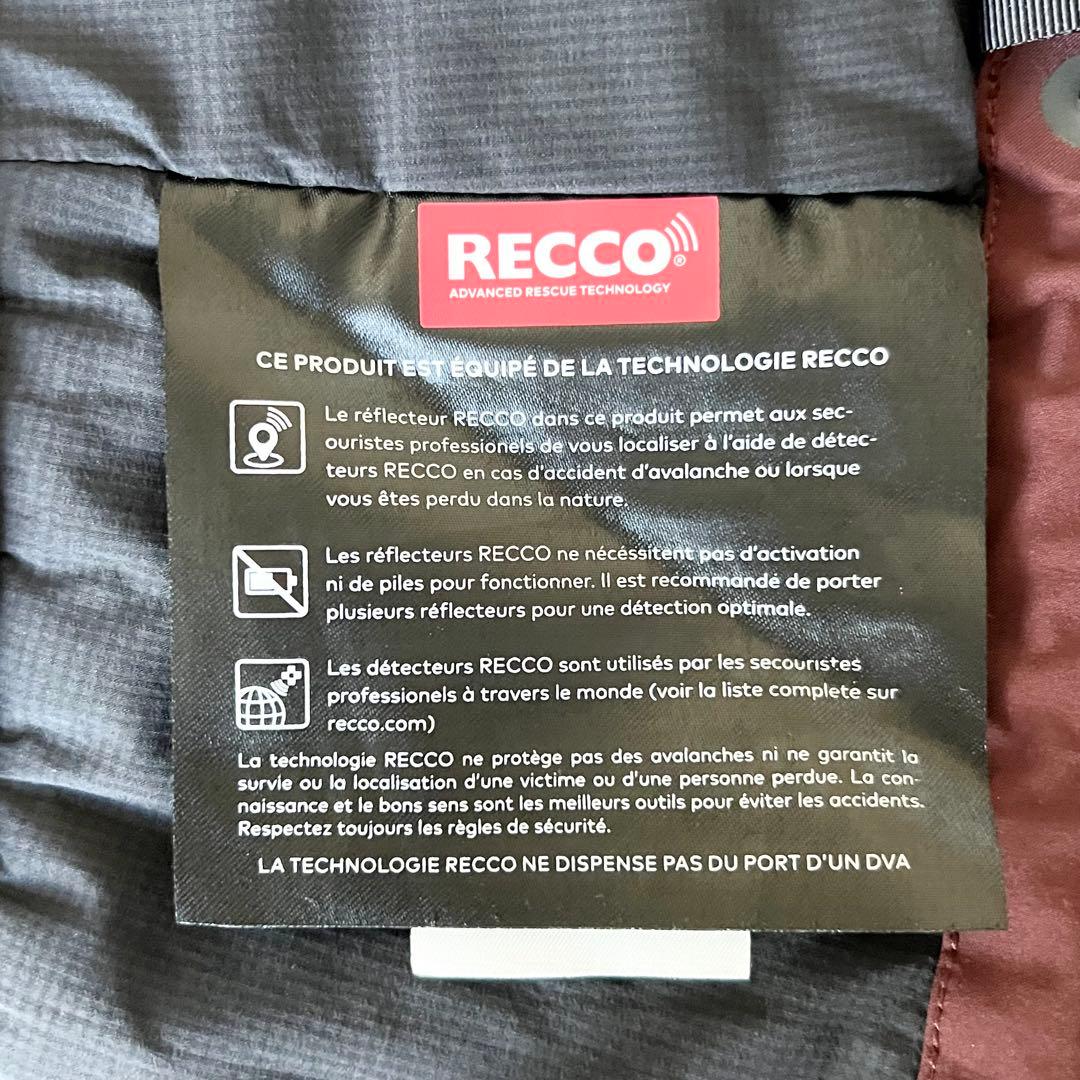 RECCO®
ADVANCED RESCUE TECHNOLOGY
CE PRODUIT EST ÉQUIPÉ DE LA TECHNOLOGIE RECCO
Le réflecteur RECCO dans ce produit permet aux sec-
ouristes professionels de vous localiser à l'aide de détec-
teurs RECCO en cas d'accident d'avalanche ou lorsque
vous êtes perdu dans la nature.
Les réflecteurs RECCO ne nécéssitent pas d'activation
ni de piles pour fonctionner. Il est recommandé de porter
plusieurs réflecteurs pour une détection optimale.
Les détecteurs RECCO sont utilisés par les secouristes
professionels à travers le monde (voir la liste complète sur
recco.com)
La technologie RECCO ne protège pas des avalanches ni ne garantit la
survie ou la localisation d'une victime ou d'une personne perdue. La con-
naissance et le bons sens sont les meilleurs outils pour éviter les accidents.
Respectez toujours les règles de sécurité.
LA TECHNOLOGIE RECCO NE DISPENSE PAS DU PORT D'UN DVA